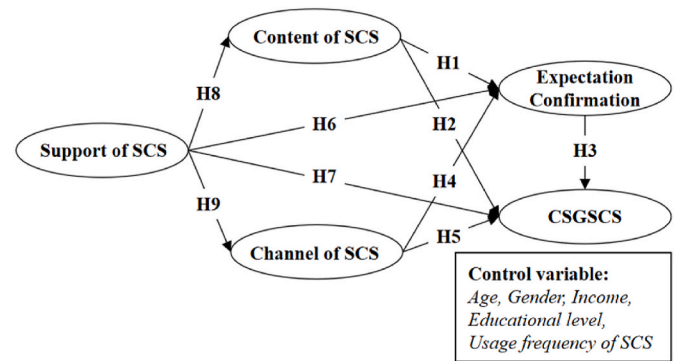 Content of SCS
H1
Expectation
Confirmation
H8
H6
H2
H3
Support of SCS
H7
H4
H9
CSGSCS
Channel of SCS
H5
Control variable:
Age, Gender, Income,
Educational level,
Usage frequency of SCS